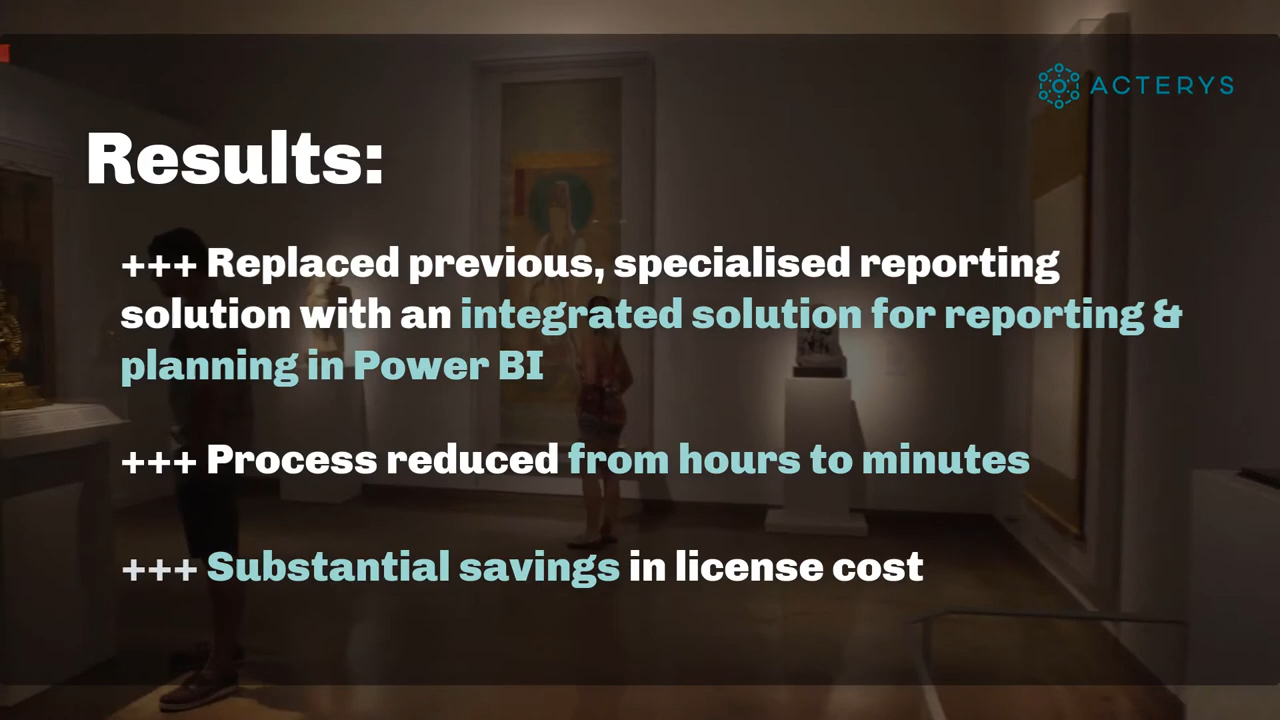 ACTERYS
Results:
+++ Replaced previous, specialised reporting
solution with an integrated solution for reporting &
planning in Power BI
+++ Process reduced from hours to minutes
+++ Substantial savings in license cost